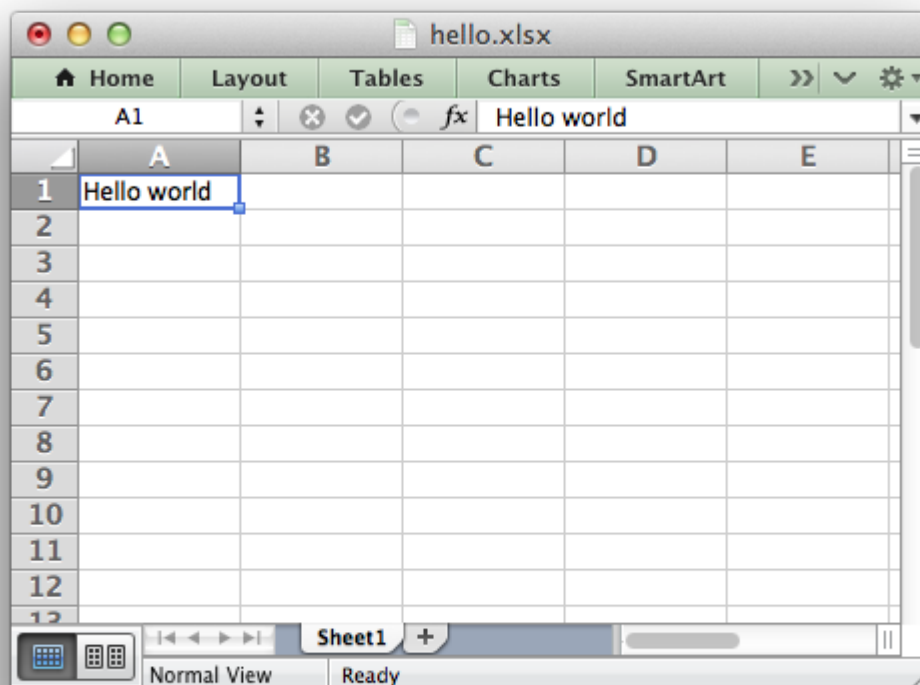 hello.xlsx
Home Layout Tables Charts SmartArt
A1 fx Hello world
A B C D E
1 Hello world
2
3
4
5
6
7
8
9
10
11
12
13
Sheet1 +
Normal View Ready